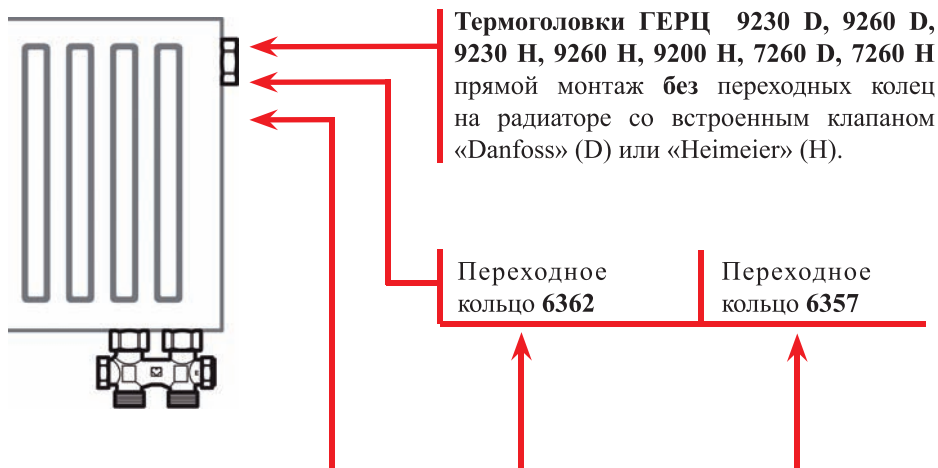 Термоголовки ГЕРЦ 9230 D, 9260 D,
9230 H, 9260 H, 9200 H, 7260 D, 7260 H
прямой монтаж без переходных колец
на радиаторе со встроенным клапаном
«Danfoss» (D) или «Heimeier» (H).
Переходное
кольцо 6362
Переходное
кольцо 6357